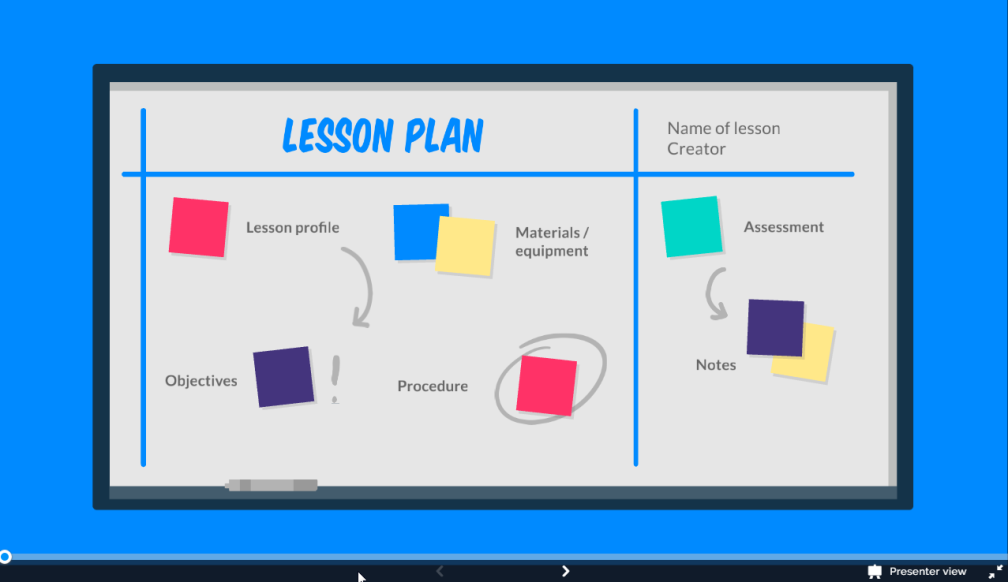 LESSON PLAN
Name of lesson
Creator
Lesson profile
Materials /
equipment
Assessment
Objectives
Procedure
Notes
Presenter view